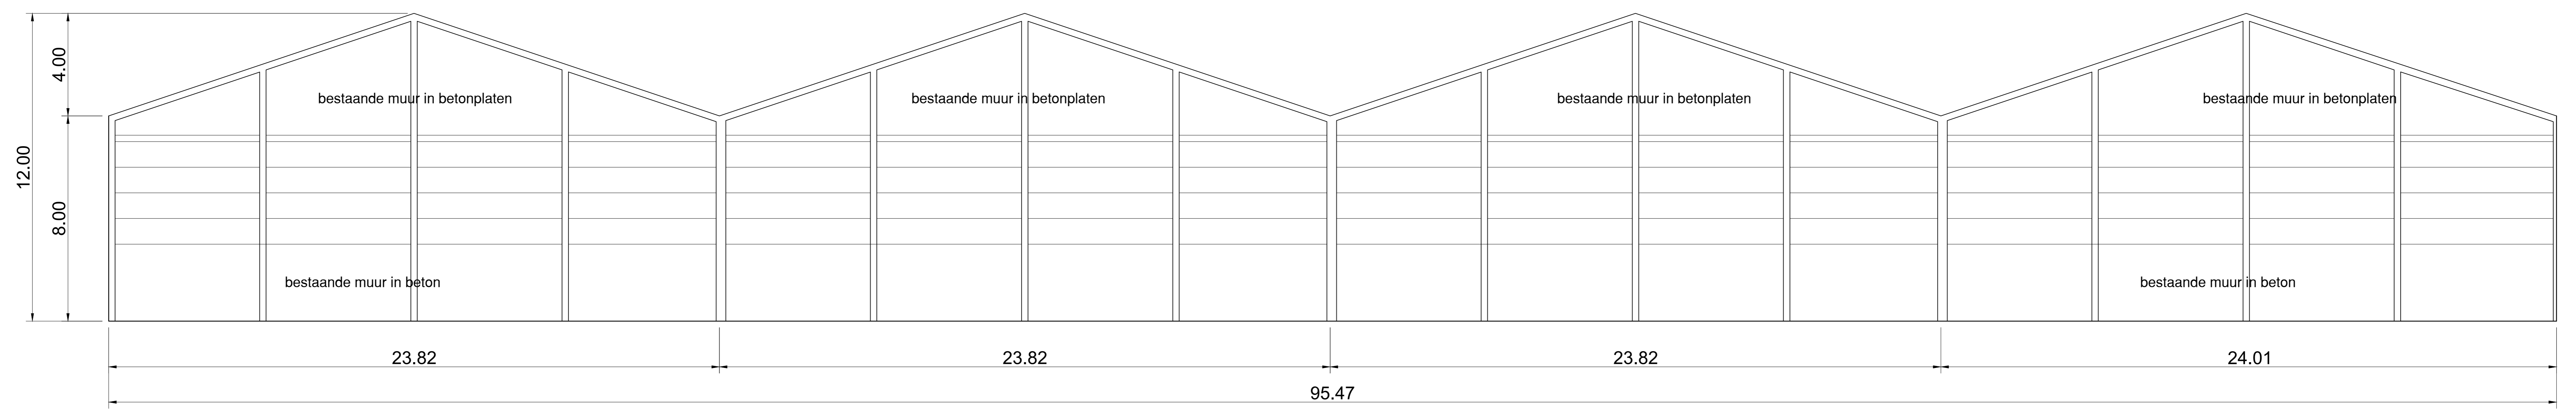 4.00
12.00
8.00
bestaande muur in betonplaten
bestaande muur in betonplaten
bestaande muur in betonplaten
bestaande muur in betonplaten
bestaande muur in beton
bestaande muur in beton
23.82
23.82
23.82
24.01
95.47